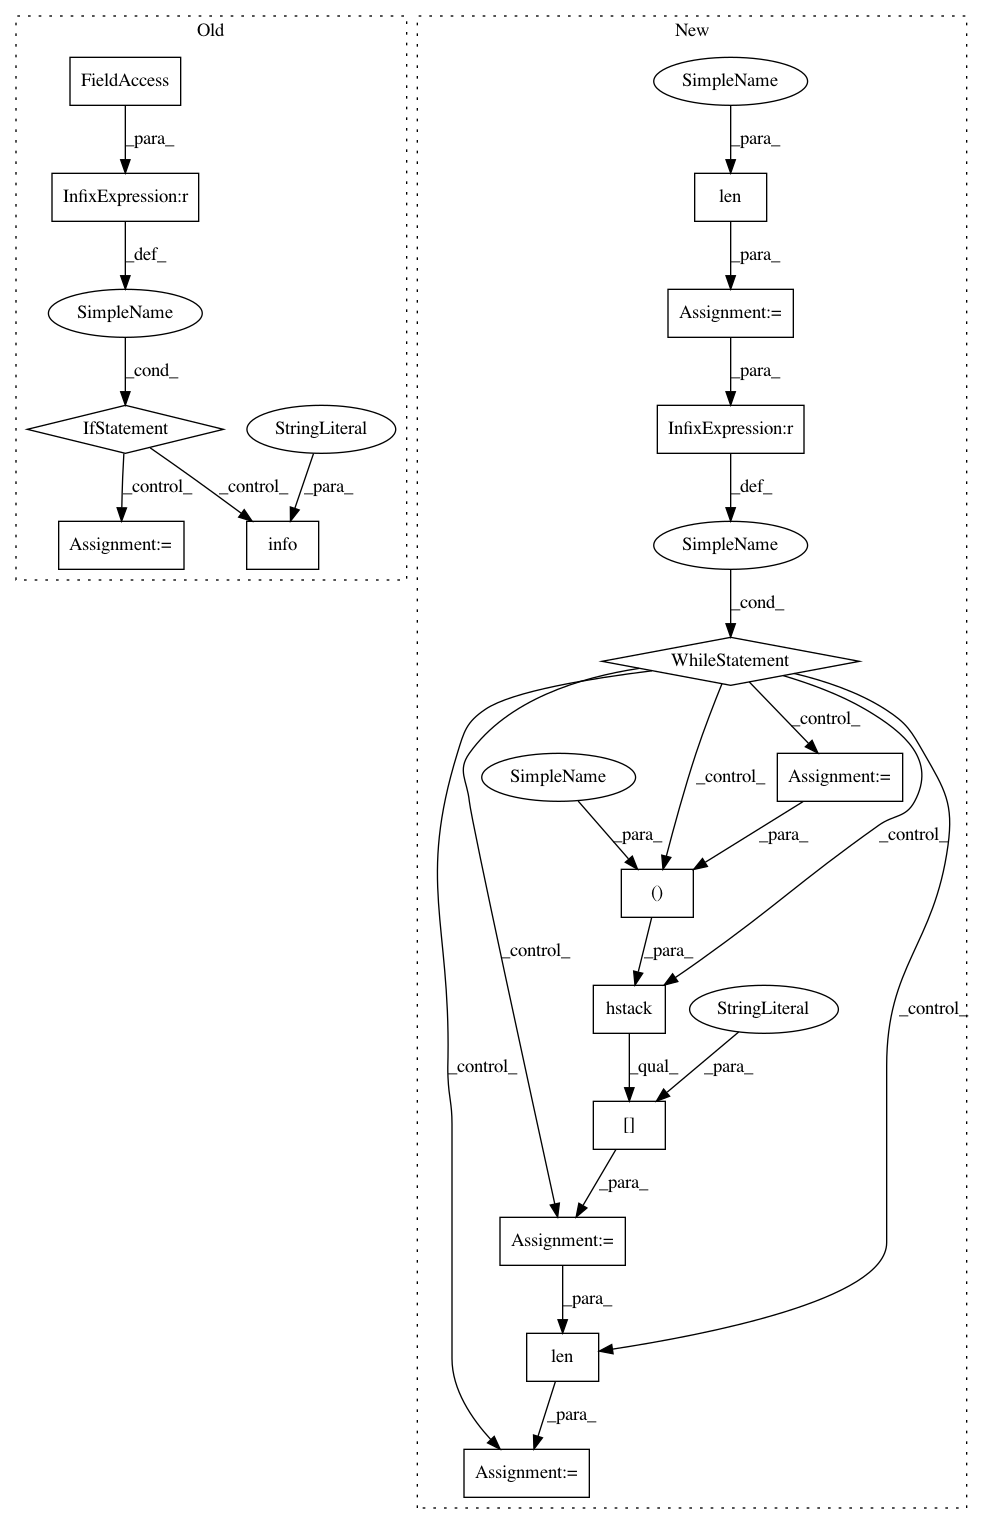 Old
FieldAccess
_para_
InfixExpression:r
_def_
SimpleName
_cond_
IfStatement
StringLiteral
_control_
_control_
_para_
Assignment:=
info
New
SimpleName
_para_
len
_para_
Assignment:=
_para_
InfixExpression:r
_def_
SimpleName
_cond_
WhileStatement
_control_
SimpleName
Assignment:=
_control_
_para_
_para_
_control_
()
_control_
_para_
hstack
StringLiteral
_control_
_control_
_qual_
_para_
[]
_para_
Assignment:=
_para_
len
_para_
Assignment:=